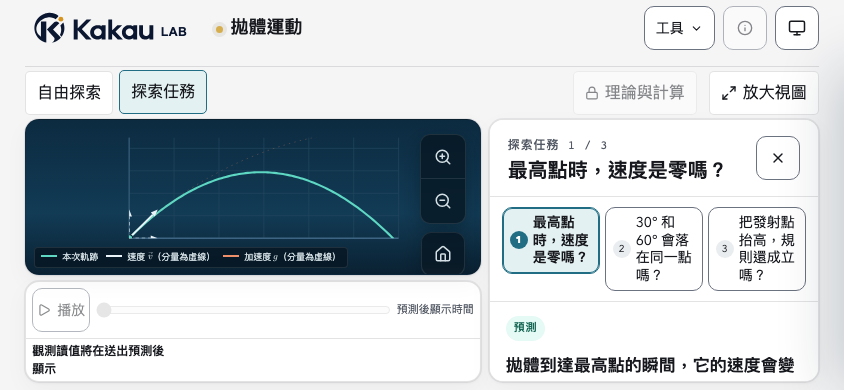 Kakau LAB
拋體運動
工具
自由探索
探索任務
理論與計算
放大視圖
本次軌跡
速度 v⃗（分量為虛線）
加速度 g（分量為虛線）
播放
預測後顯示時間
觀測讀值將在送出預測後
顯示
探索任務 1 / 3
最高點時，速度是零嗎？
1
最高點
時，速度
是零嗎？
2
30° 和
60° 會落
在同一點
嗎？
3
把發射點
抬高，規
則還成立
嗎？
預測
拋體到達最高點的瞬間，它的速度會變